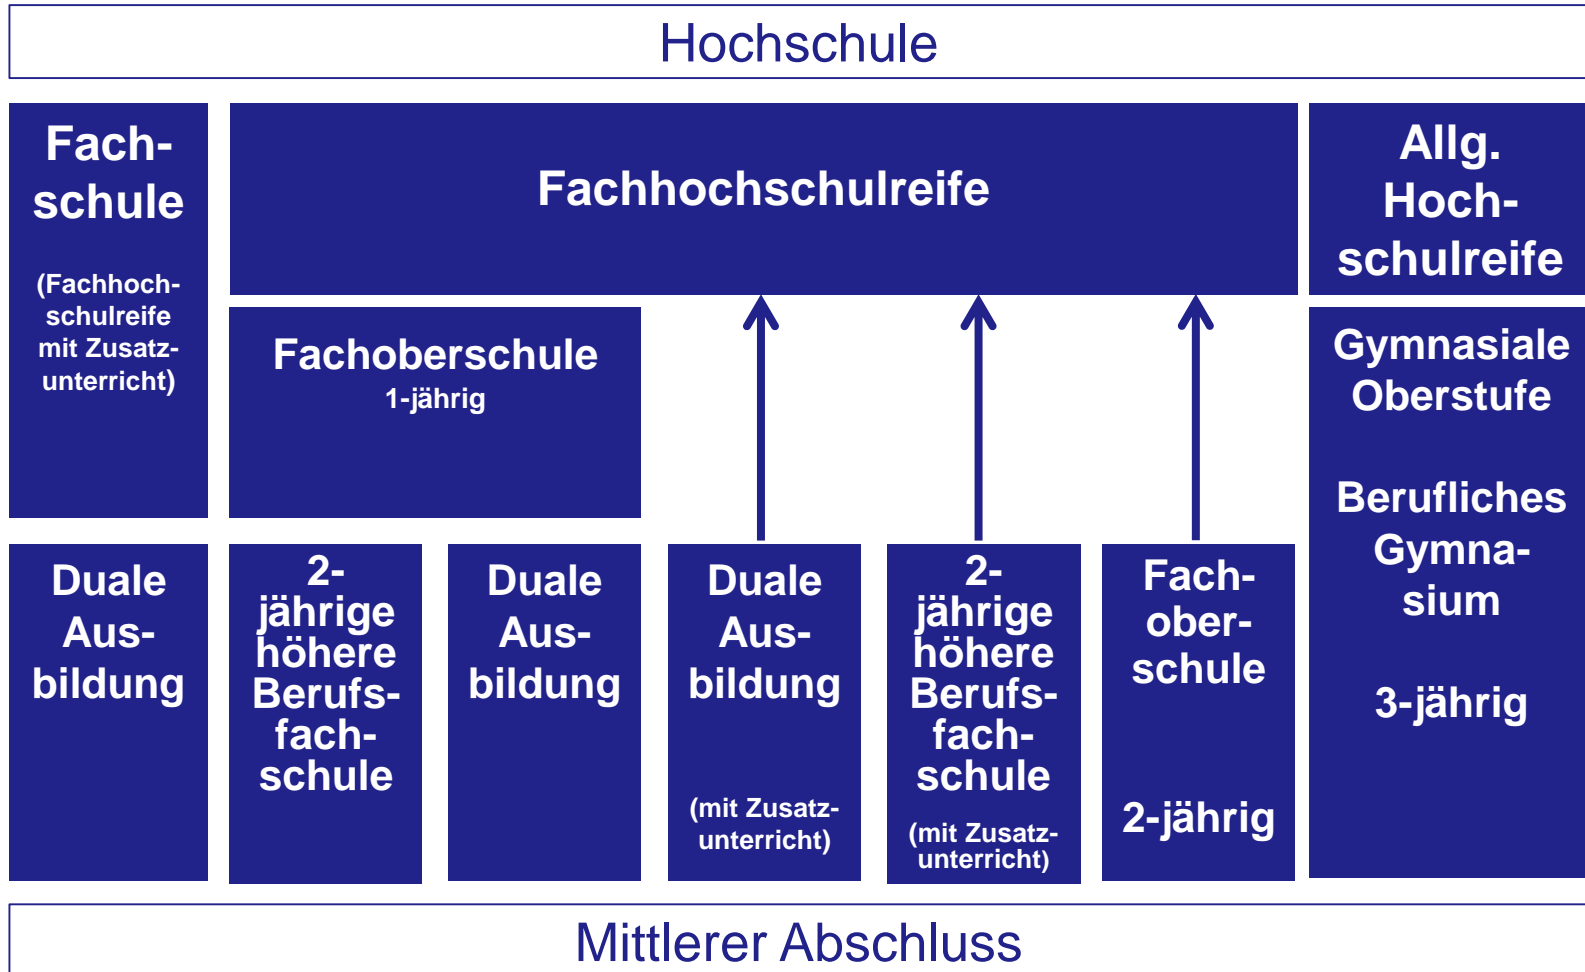 Hochschule
Fach-
schule
(Fachhoch-
schulreife
mit Zusatz-
unterricht)
Fachhochschulreife
Allg.
Hoch-
schulreife
Fachoberschule
1-jährig
Gymnasiale
Oberstufe
Berufliches
Gymna-
sium
3-jährig
Duale
Aus-
bildung
2-
jährige
höhere
Berufs-
fach-
schule
Duale
Aus-
bildung
Duale
Aus-
bildung
(mit Zusatz-
unterricht)
2-
jährige
höhere
Berufs-
fach-
schule
(mit Zusatz-
unterricht)
Fach-
ober-
schule
2-jährig
Mittlerer Abschluss